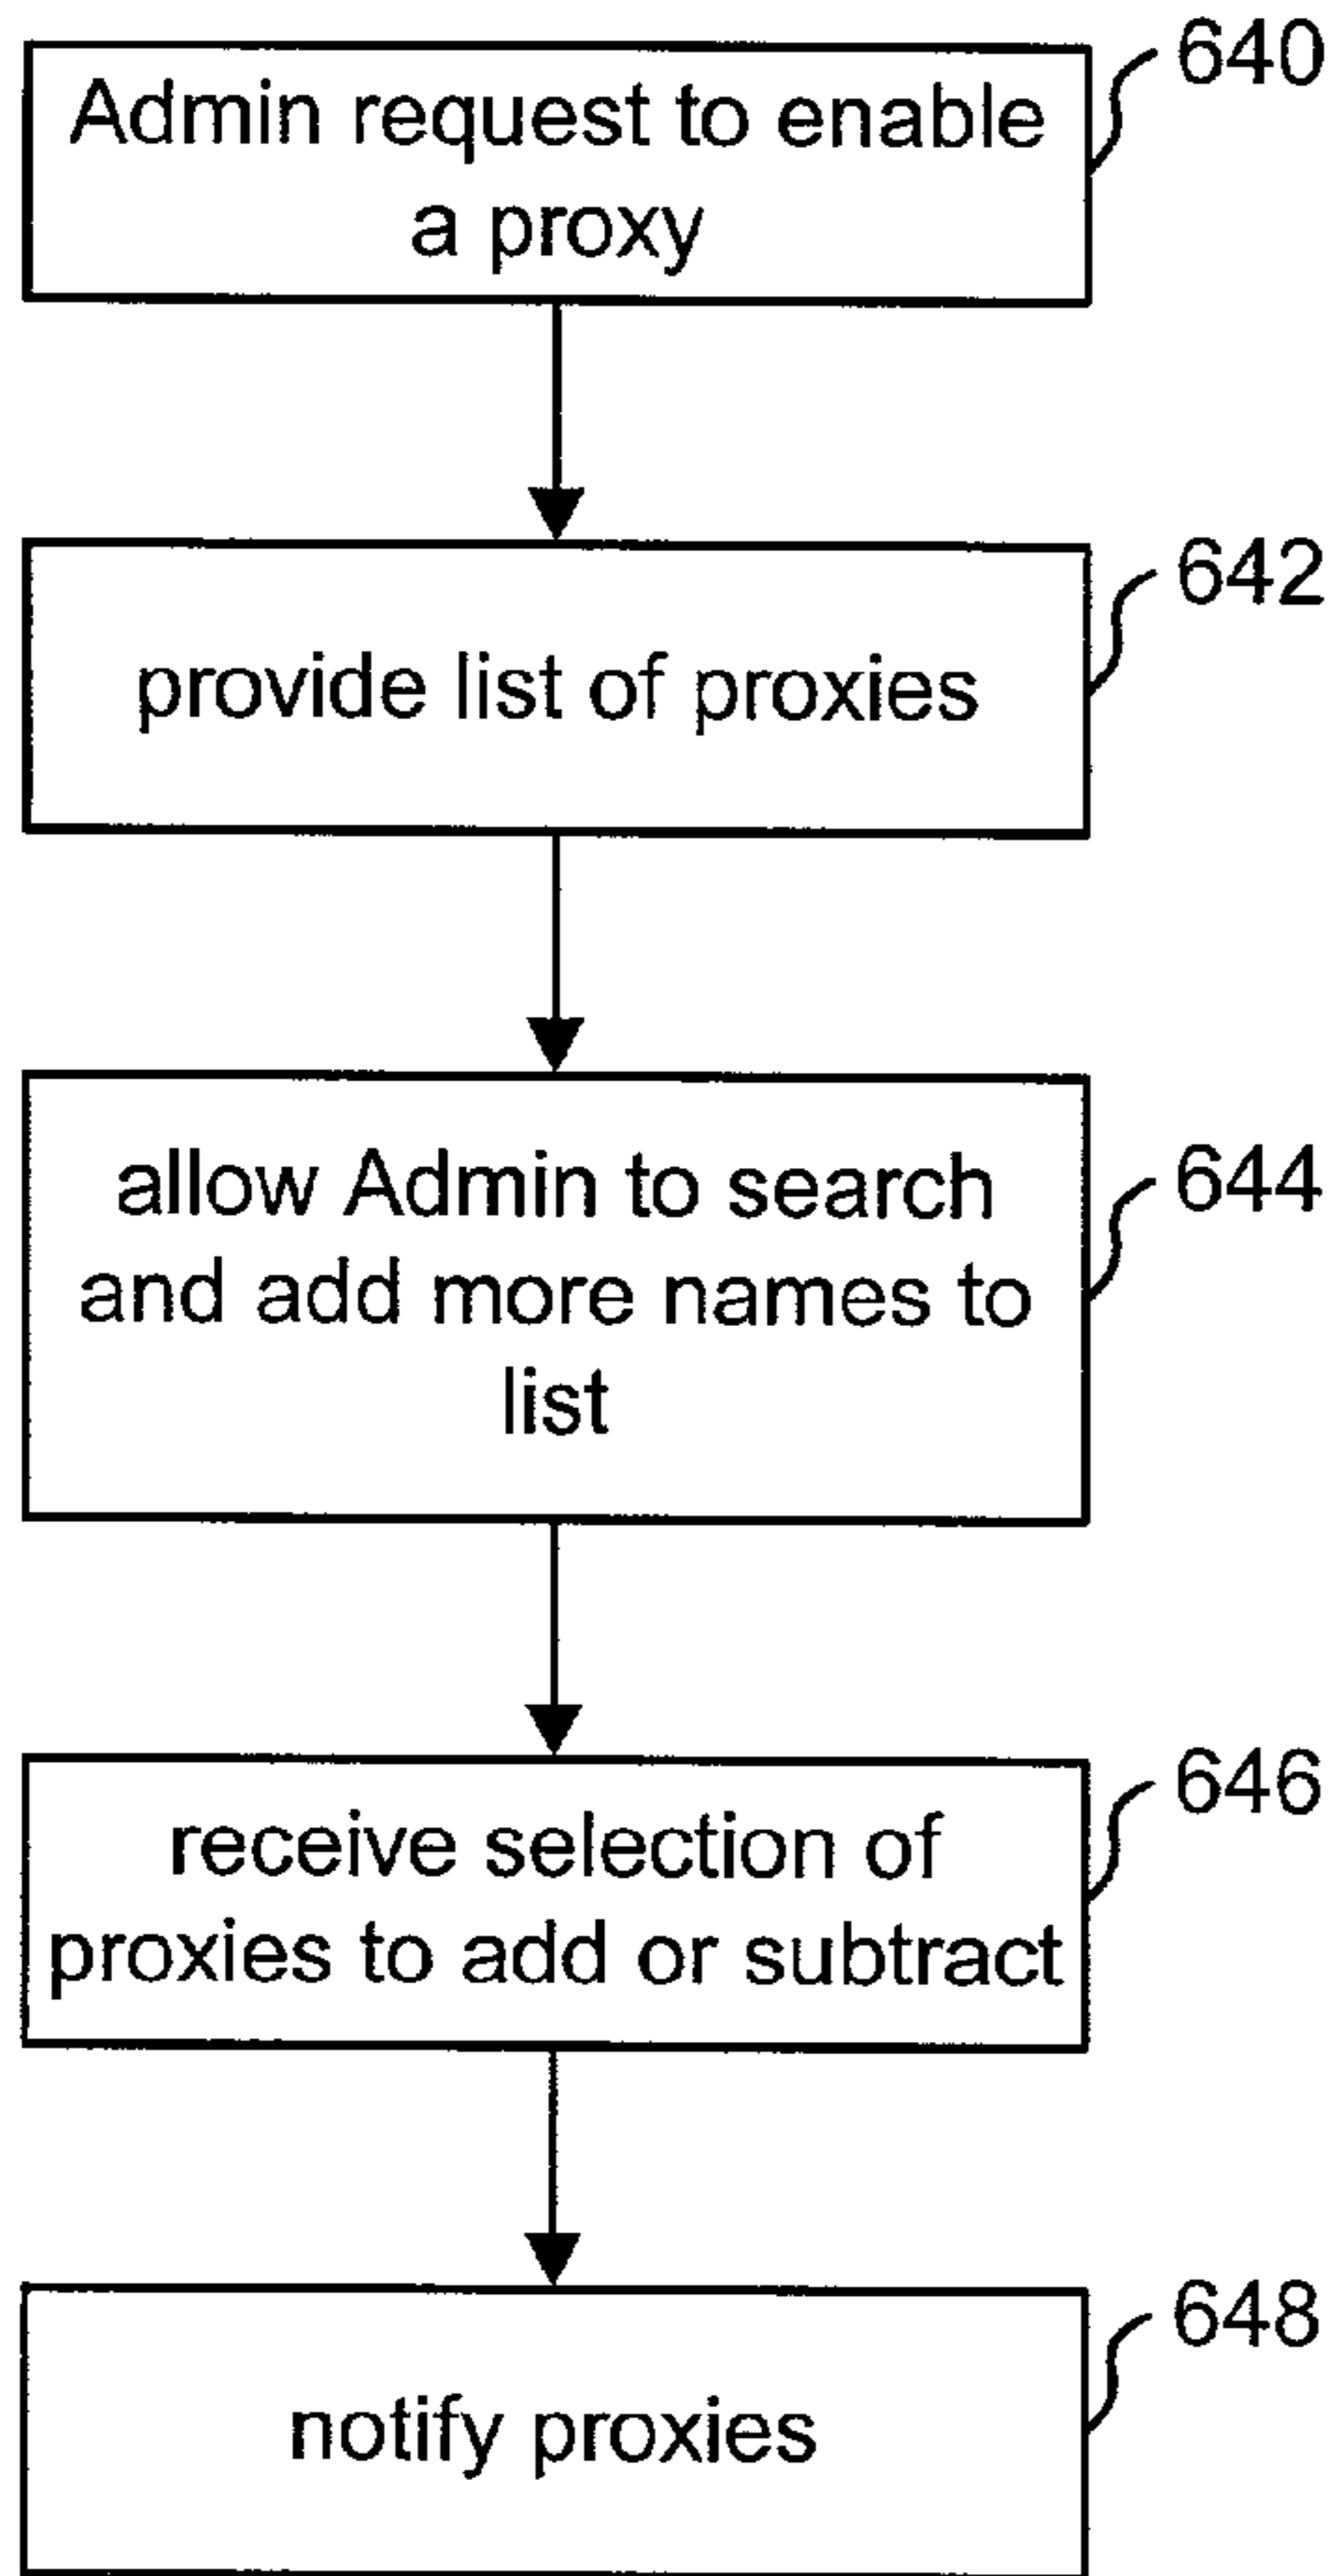 640
Admin request to enable
a proxy
642
provide list of proxies
644
allow Admin to search
and add more names to
list
646
receive selection of
proxies to add or subtract
648
notify proxies